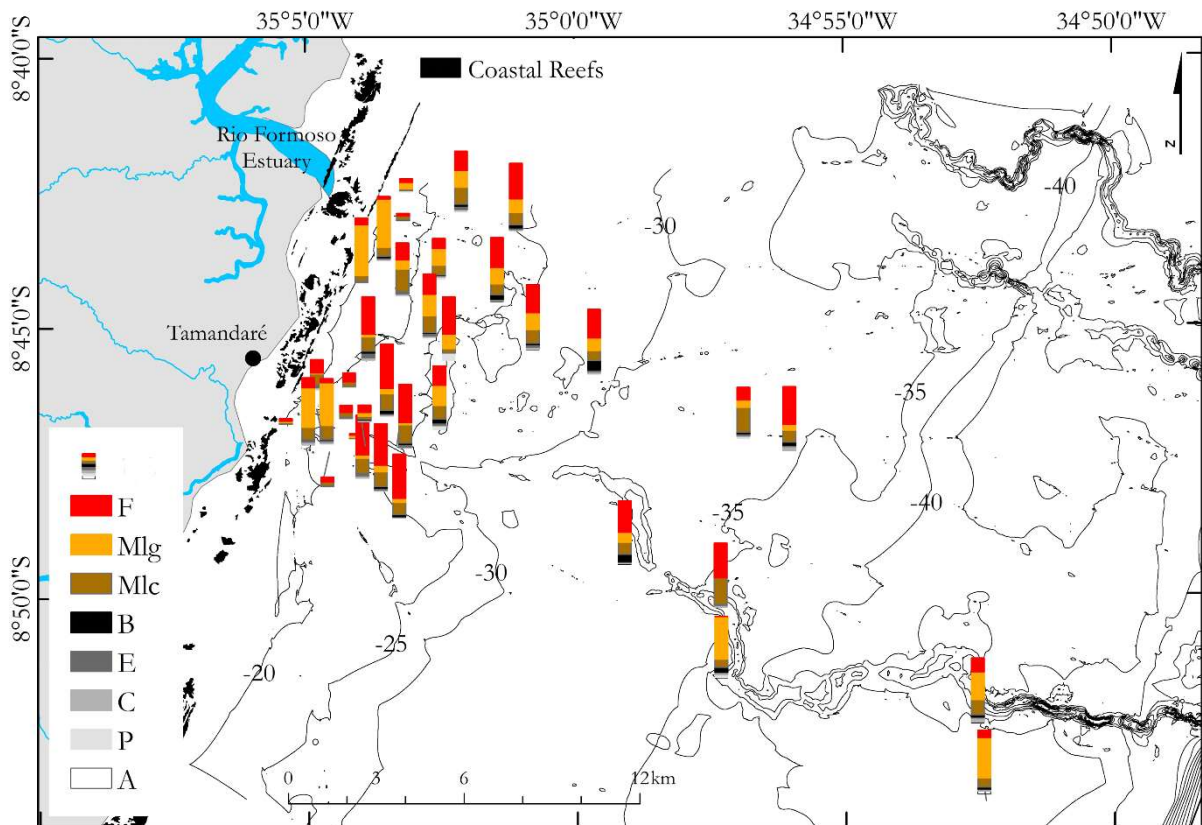 35°5'0"W 35°0'0"W 34°55'0"W 34°50'0"W
8°40'0"S
Coastal Reefs
Rio Formoso
Estuary
z
-40
-30
8°45'0"S
Tamandaré
-35
-40
-35
F
Mlg
-30
Mlc
8°50'0"S
B
-25
E
-20
C
P
A
0 3 6 12km